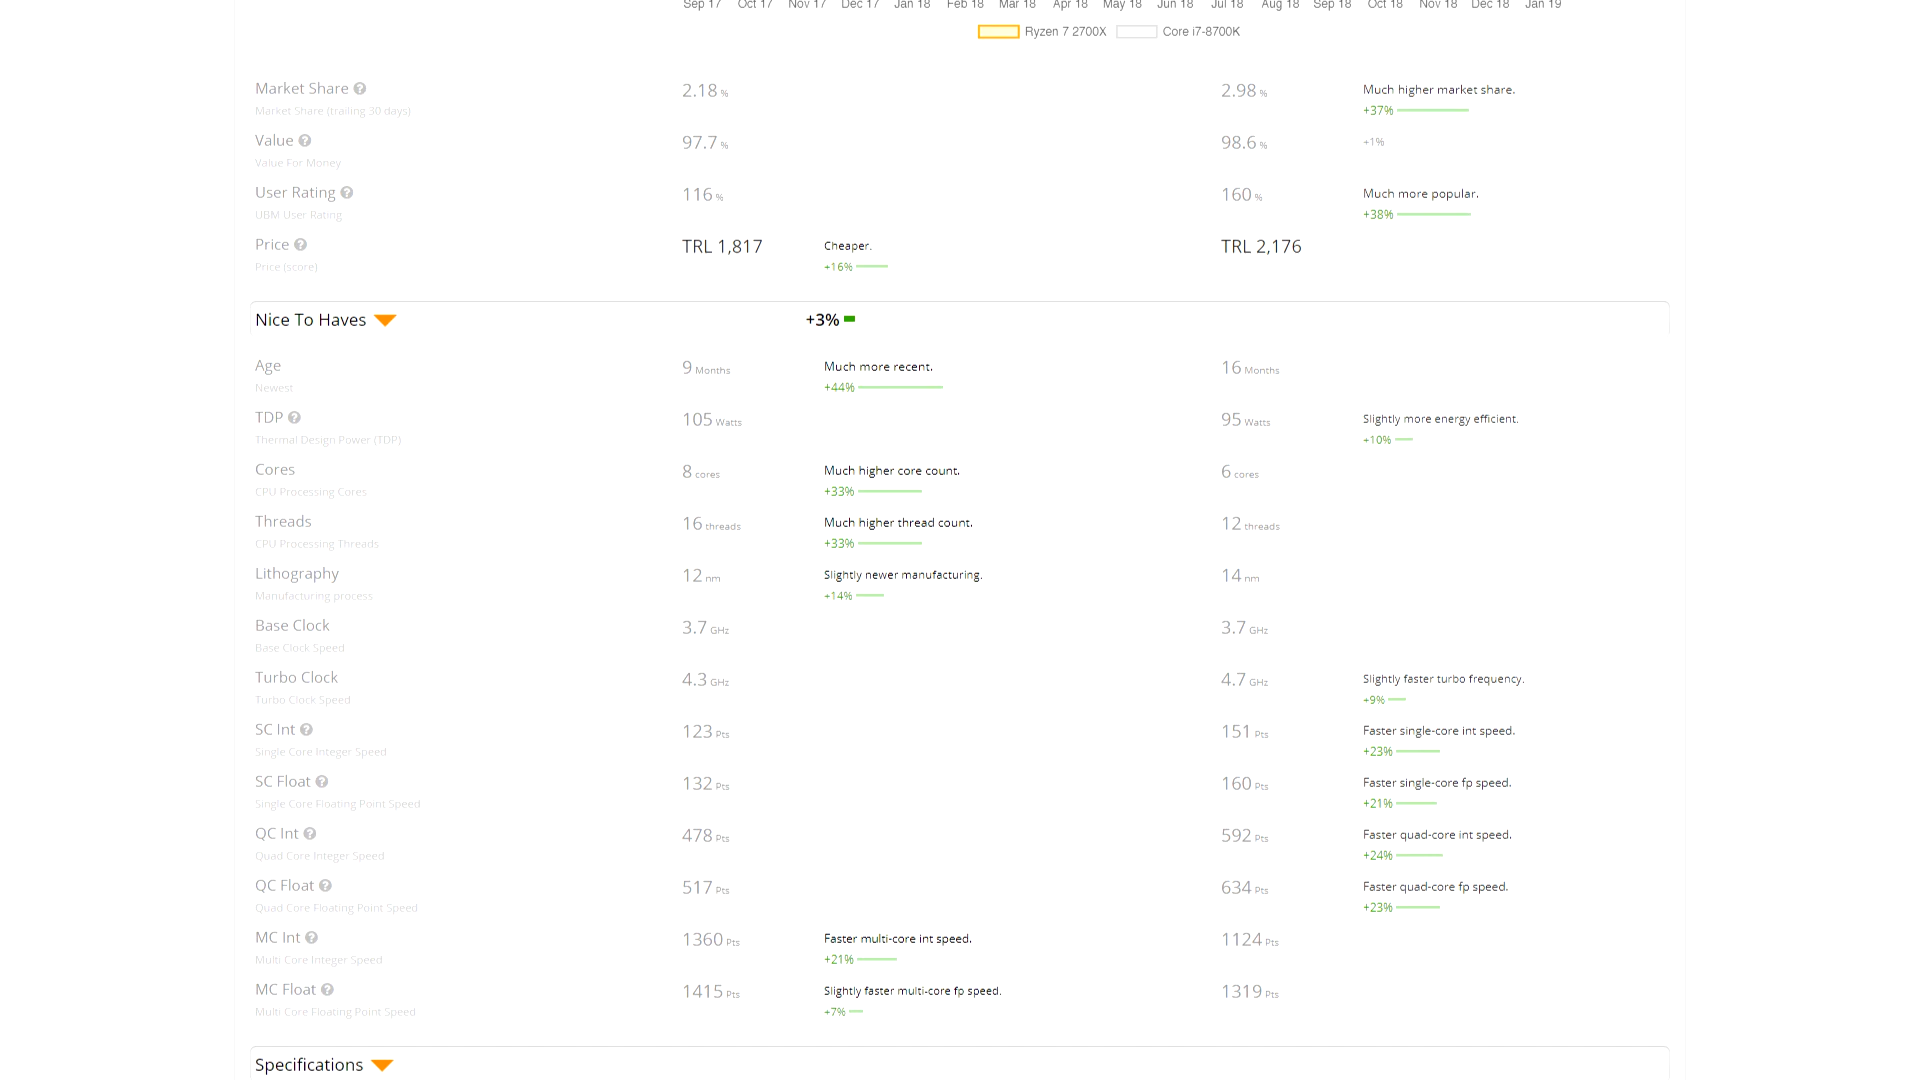 Sep 17 Oct 17 Nov 17 Dec 17 Jan 18 Feb 18 Mar 18 Apr 18 May 18 Jun 18 Jul 18 Aug 18 Sep 18 Oct 18 Nov 18 Dec 18 Jan 19
Ryzen 7 2700X Core i7-8700K
Market Share 2.18 % 2.98 % Much higher market share.
Market Share (trailing 30 days) +37%
Value 97.7 % 98.6 % +1%
Value For Money
User Rating 116 % 160 % Much more popular.
UBM User Rating +38%
Price TRL 1,817 Cheaper. TRL 2,176
Price (score) +16%
Nice To Haves +3%
Age 9 Months Much more recent. 16 Months
Newest +44%
TDP 105 Watts 95 Watts Slightly more energy efficient.
Thermal Design Power (TDP) +10%
Cores 8 cores Much higher core count. 6 cores
CPU Processing Cores +33%
Threads 16 threads Much higher thread count. 12 threads
CPU Processing Threads +33%
Lithography 12 nm Slightly newer manufacturing. 14 nm
Manufacturing process +14%
Base Clock 3.7 GHz 3.7 GHz
Base Clock Speed
Turbo Clock 4.3 GHz 4.7 GHz Slightly faster turbo frequency.
Turbo Clock Speed +9%
SC Int 123 Pts 151 Pts Faster single-core int speed.
Single Core Integer Speed +23%
SC Float 132 Pts 160 Pts Faster single-core fp speed.
Single Core Floating Point Speed +21%
QC Int 478 Pts 592 Pts Faster quad-core int speed.
Quad Core Integer Speed +24%
QC Float 517 Pts 634 Pts Faster quad-core fp speed.
Quad Core Floating Point Speed +23%
MC Int 1360 Pts Faster multi-core int speed. 1124 Pts
Multi Core Integer Speed +21%
MC Float 1415 Pts Slightly faster multi-core fp speed. 1319 Pts
Multi Core Floating Point Speed +7%
Specifications